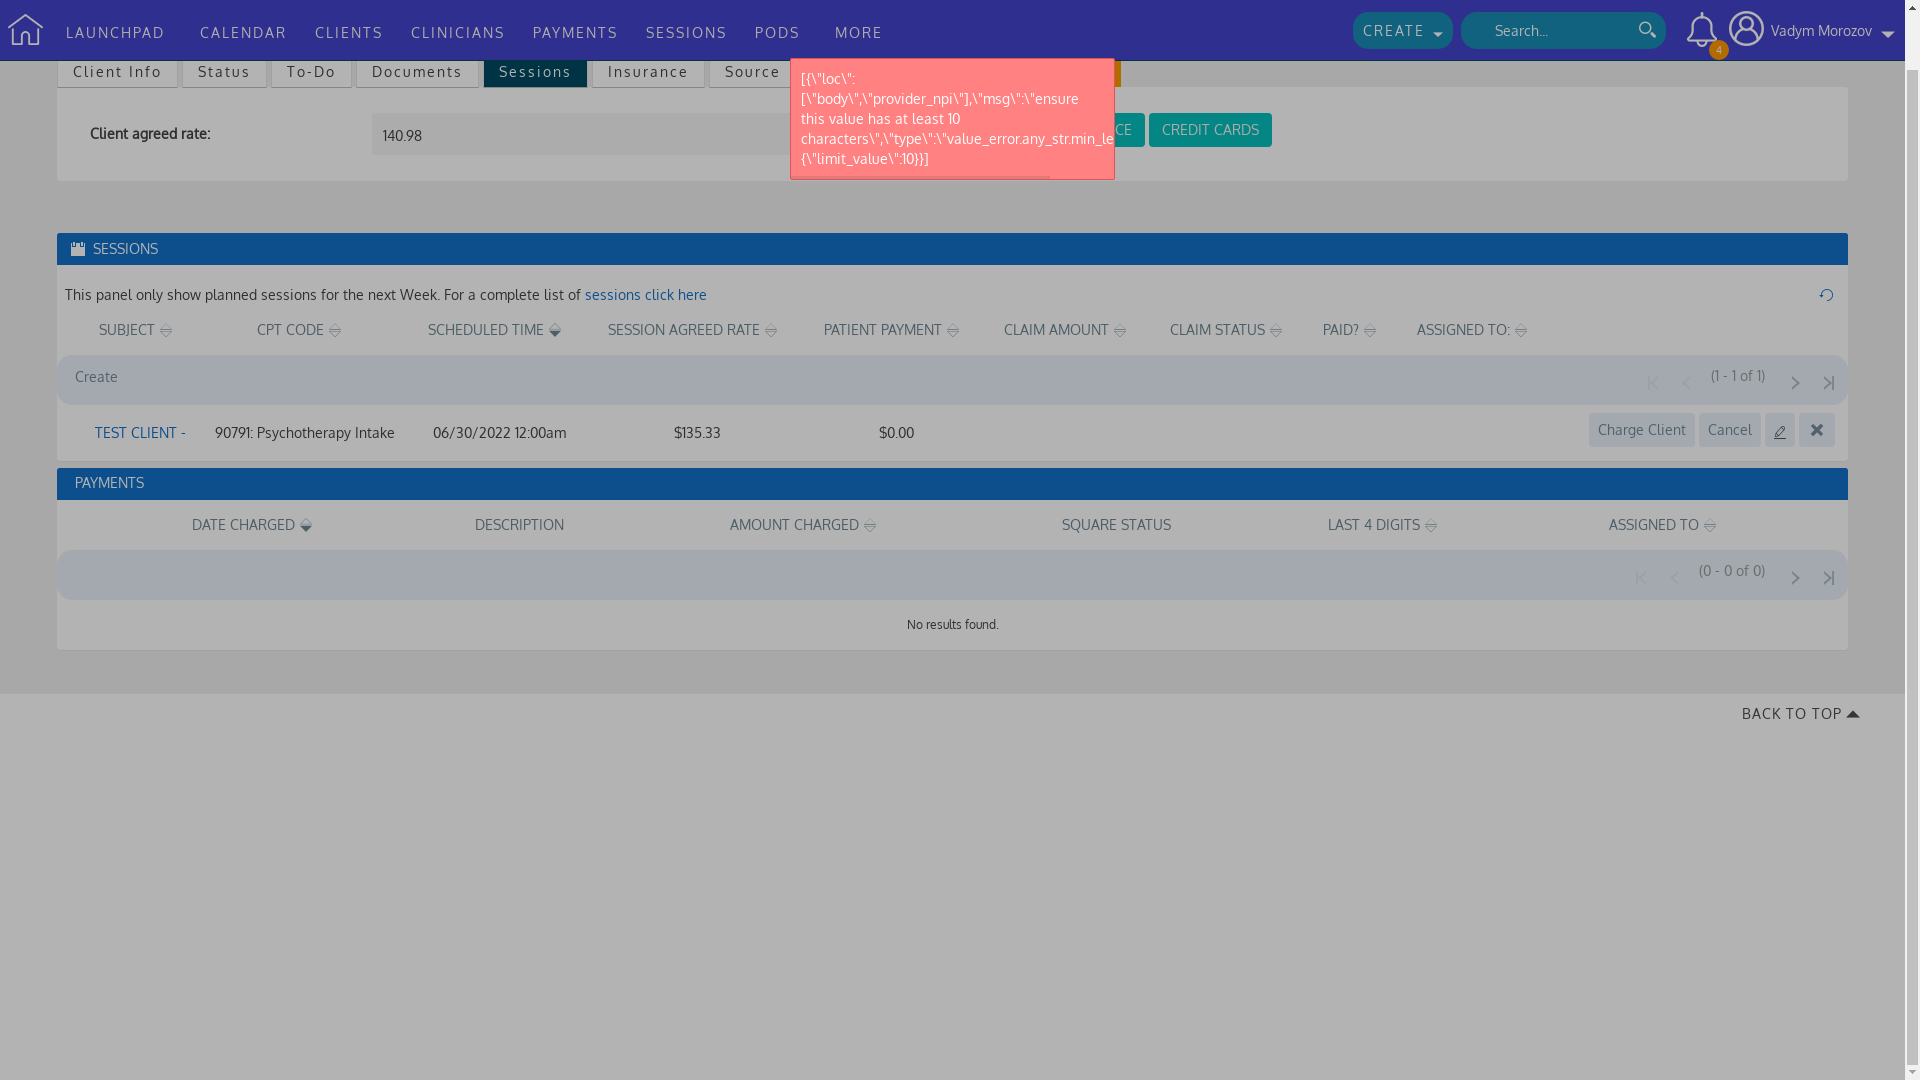 LAUNCHPAD CALENDAR CLIENTS CLINICIANS PAYMENTS SESSIONS PODS MORE CREATE Search... 4 Vadym Morozov
Client Info Status To-Do Documents Sessions Insurance Source
[{\"loc\":
[\"body\",\"provider_npi\"],\"msg\":\"ensure
this value has at least 10
characters\",\"type\":\"value_error.any_str.min_le
{\"limit_value\":10}}]
Client agreed rate: 140.98 CE CREDIT CARDS
SESSIONS
This panel only show planned sessions for the next Week. For a complete list of sessions click here
SUBJECT CPT CODE SCHEDULED TIME SESSION AGREED RATE PATIENT PAYMENT CLAIM AMOUNT CLAIM STATUS PAID? ASSIGNED TO:
Create (1 - 1 of 1)
TEST CLIENT - 90791: Psychotherapy Intake 06/30/2022 12:00am $135.33 $0.00 Charge Client Cancel
PAYMENTS
DATE CHARGED DESCRIPTION AMOUNT CHARGED SQUARE STATUS LAST 4 DIGITS ASSIGNED TO
(0 - 0 of 0)
No results found.
BACK TO TOP